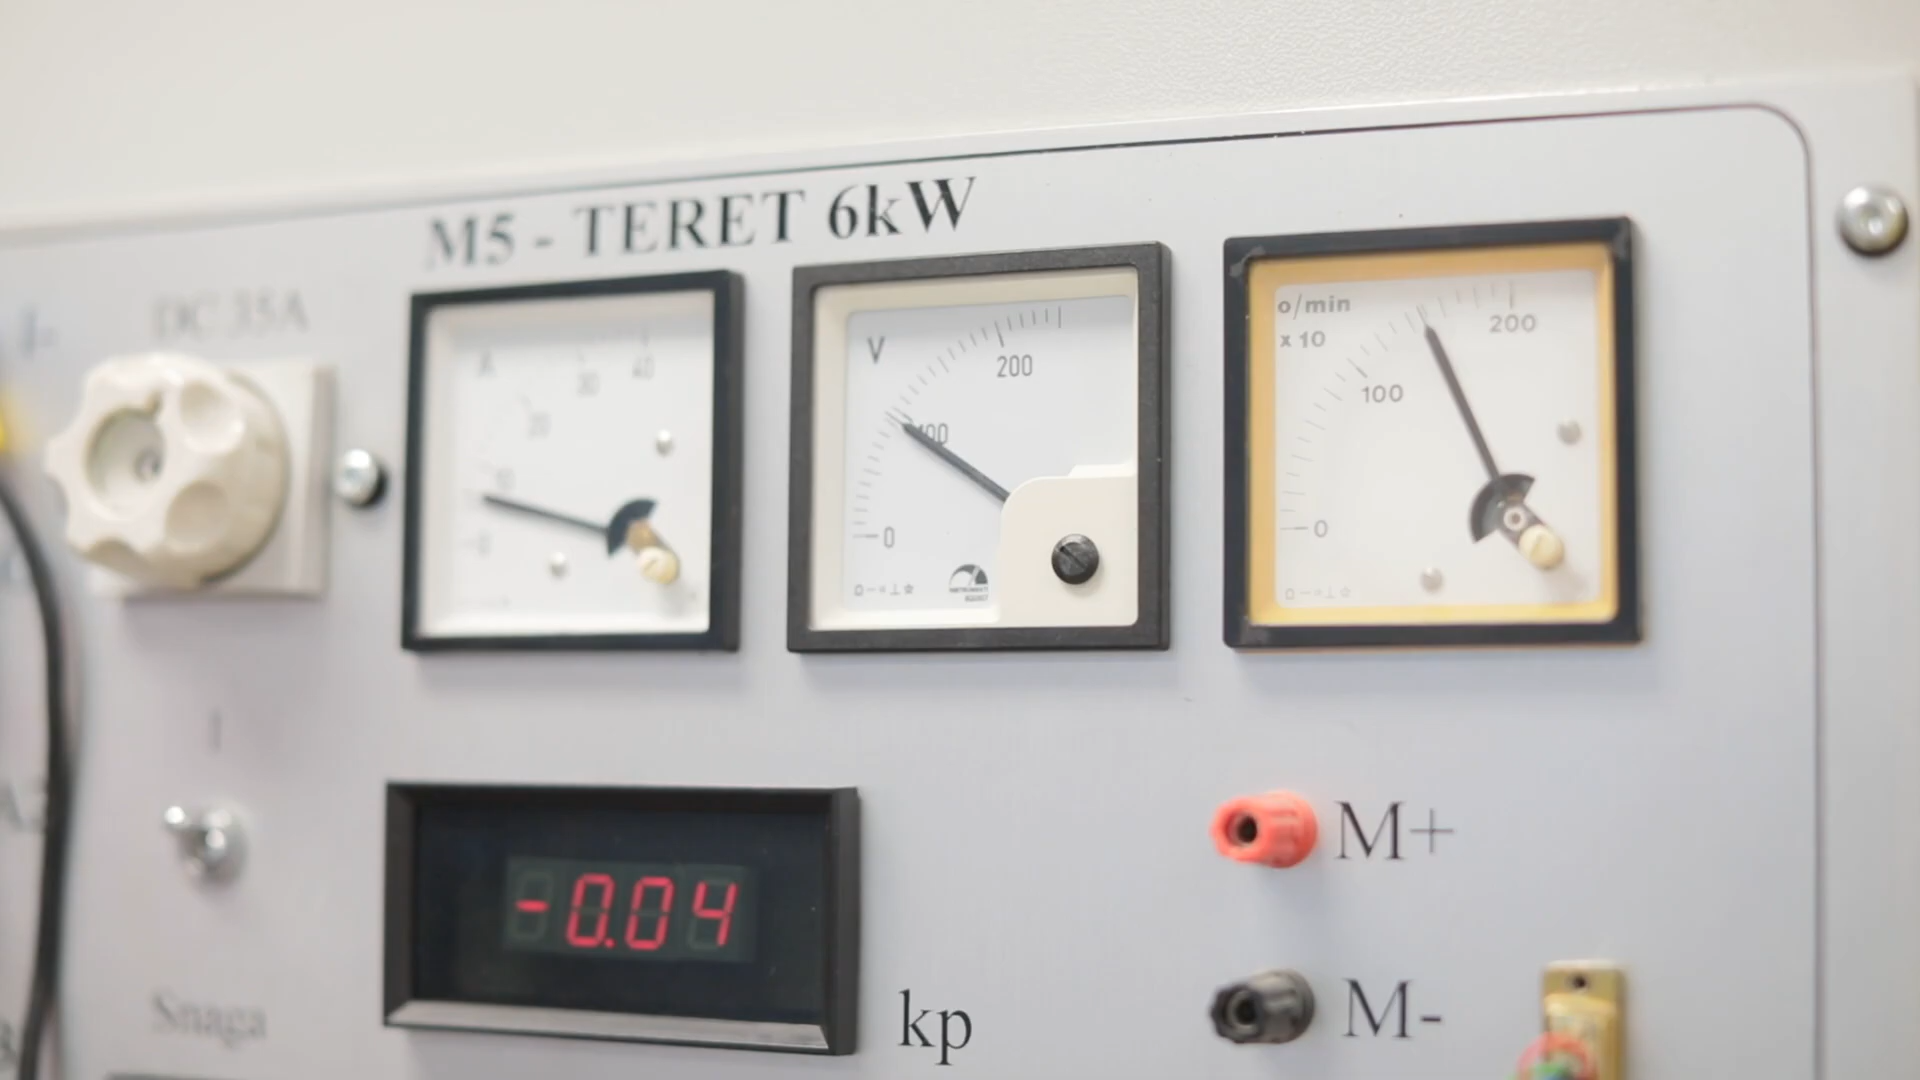 M5 - TERET 6kW
DC 35A
A
10
20
30
40
0
V
0
100
200
o/min
x 10
0
100
200
I
-0.04
kp
M+
M-
Snaga